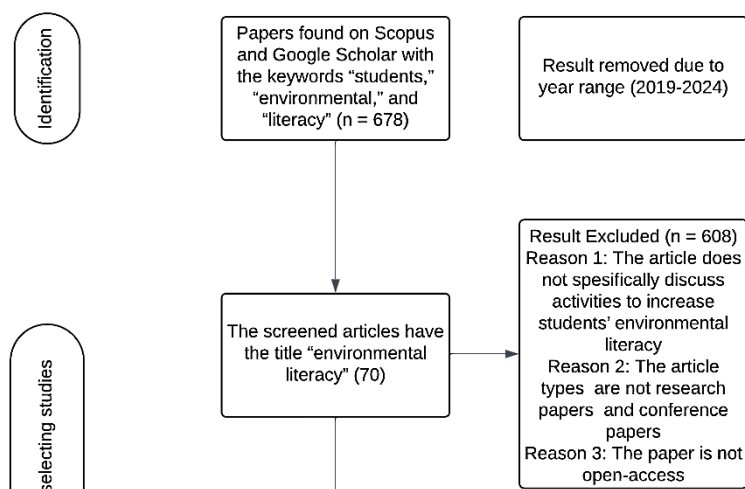 Identification
Papers found on Scopus
and Google Scholar with
the keywords “students,”
“environmental,” and
“literacy” (n = 678)
Result removed due to
year range (2019-2024)
The screened articles have
the title “environmental
literacy” (70)
Result Excluded (n = 608)
Reason 1: The article does
not spesifically discuss
activities to increase
students’ environmental
literacy
Reason 2: The article
types are not research
papers and conference
papers
Reason 3: The paper is not
open-access
selecting studies